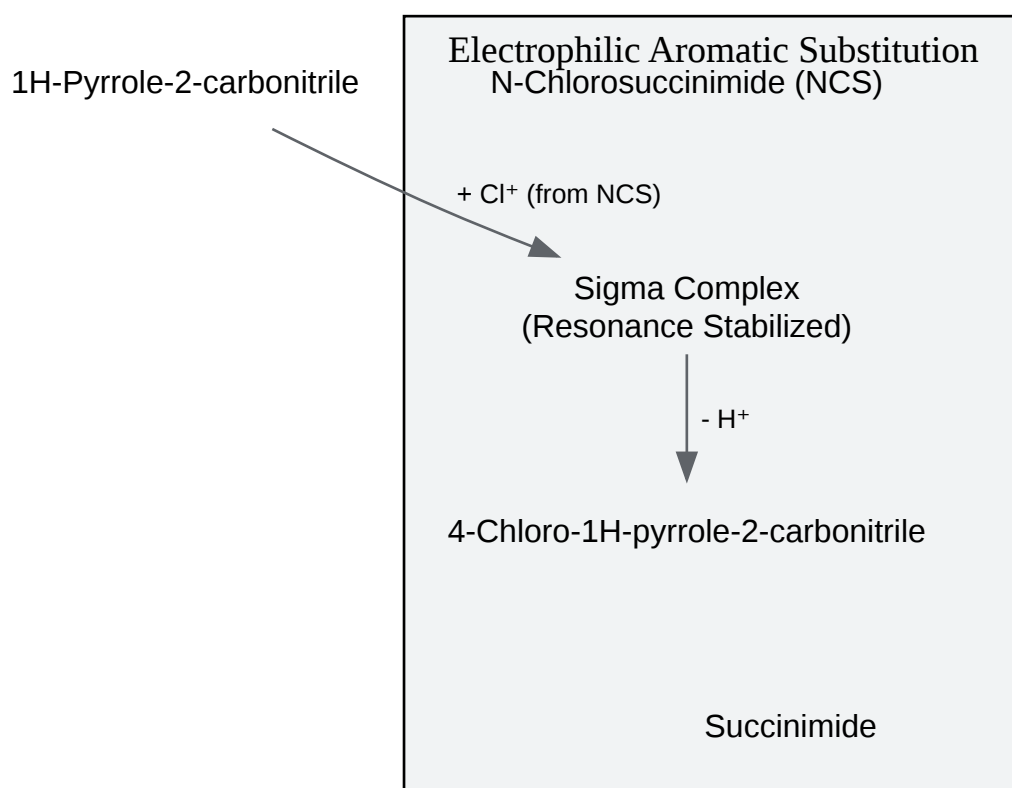 Electrophilic Aromatic Substitution
1H-Pyrrole-2-carbonitrile
N-Chlorosuccinimide (NCS)
+ Cl⁺ (from NCS)
Sigma Complex
(Resonance Stabilized)
- H⁺
4-Chloro-1H-pyrrole-2-carbonitrile
Succinimide